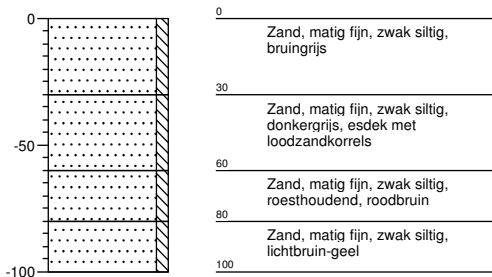 0
-50
-100
0
Zand, matig fijn, zwak siltig,
bruingrijs
30
Zand, matig fijn, zwak siltig,
donkergrijs, esdek met
loodzandkorrels
60
Zand, matig fijn, zwak siltig,
roesthoudend, roodbruin
80
Zand, matig fijn, zwak siltig,
lichtbruin-geel
100